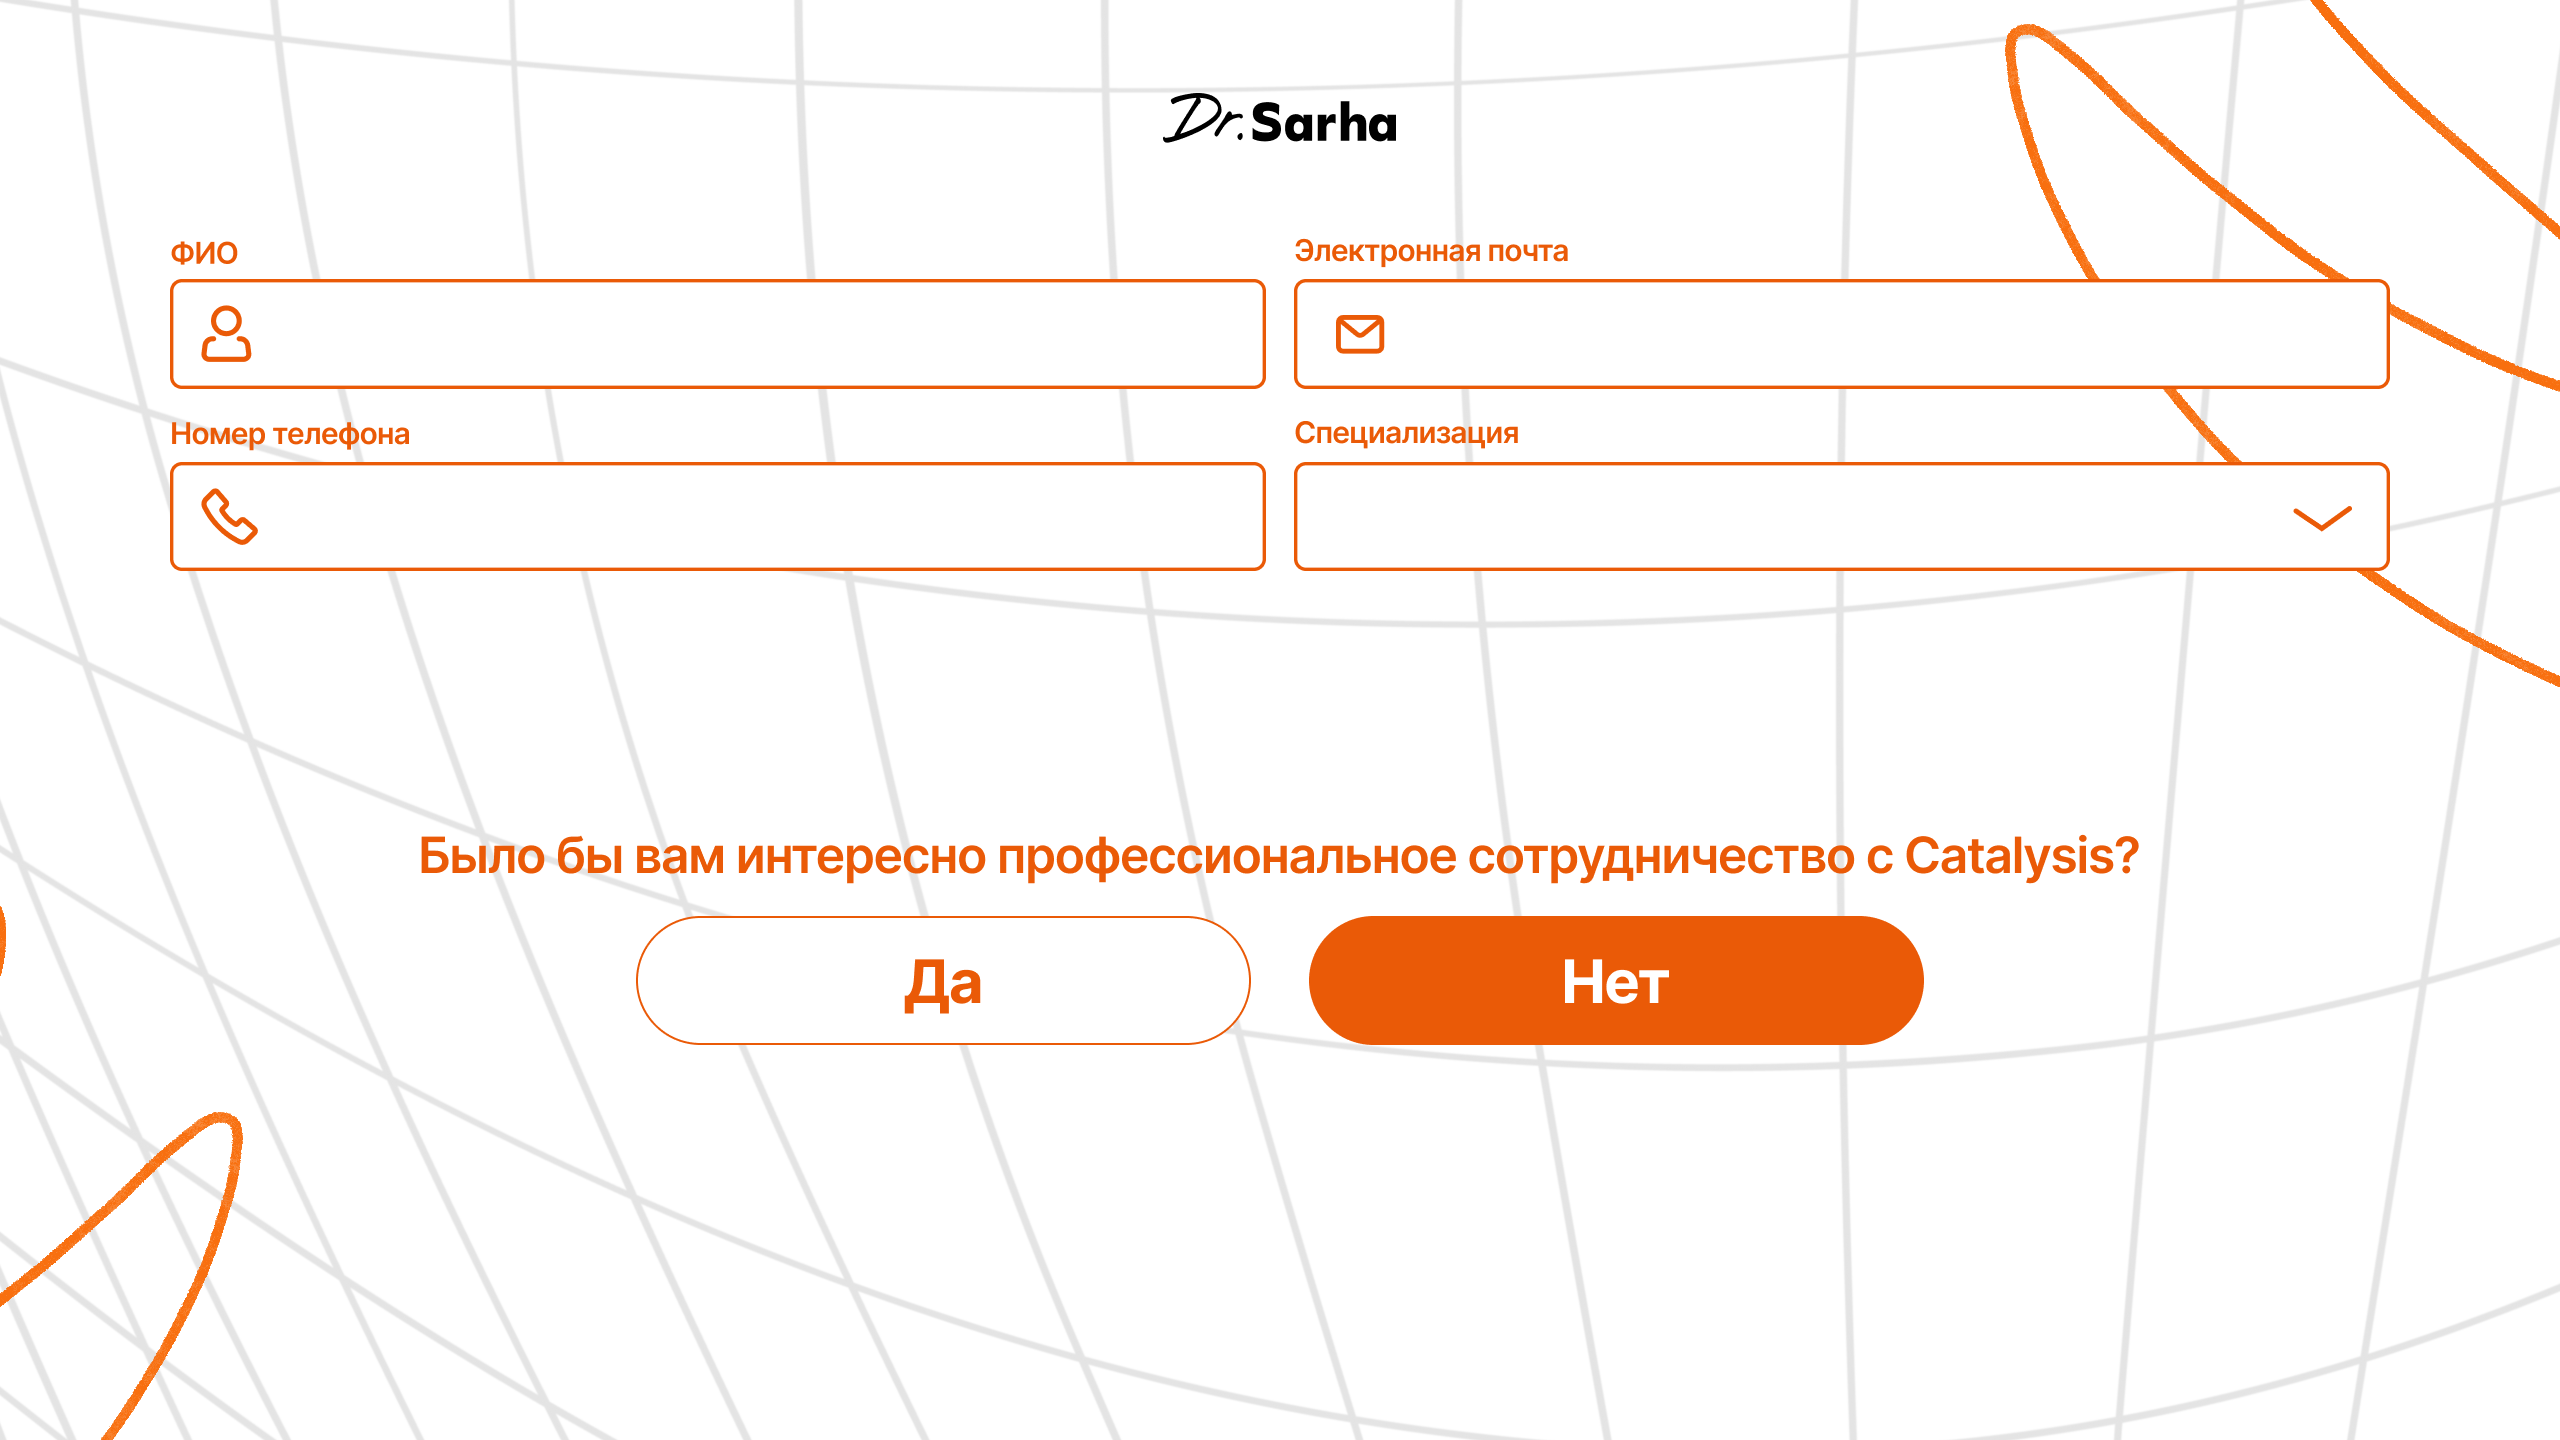 Dr. Sarha
ФИО
Электронная почта
Номер телефона
Специализация
Было бы вам интересно профессиональное сотрудничество с Catalysis?
Да
Нет